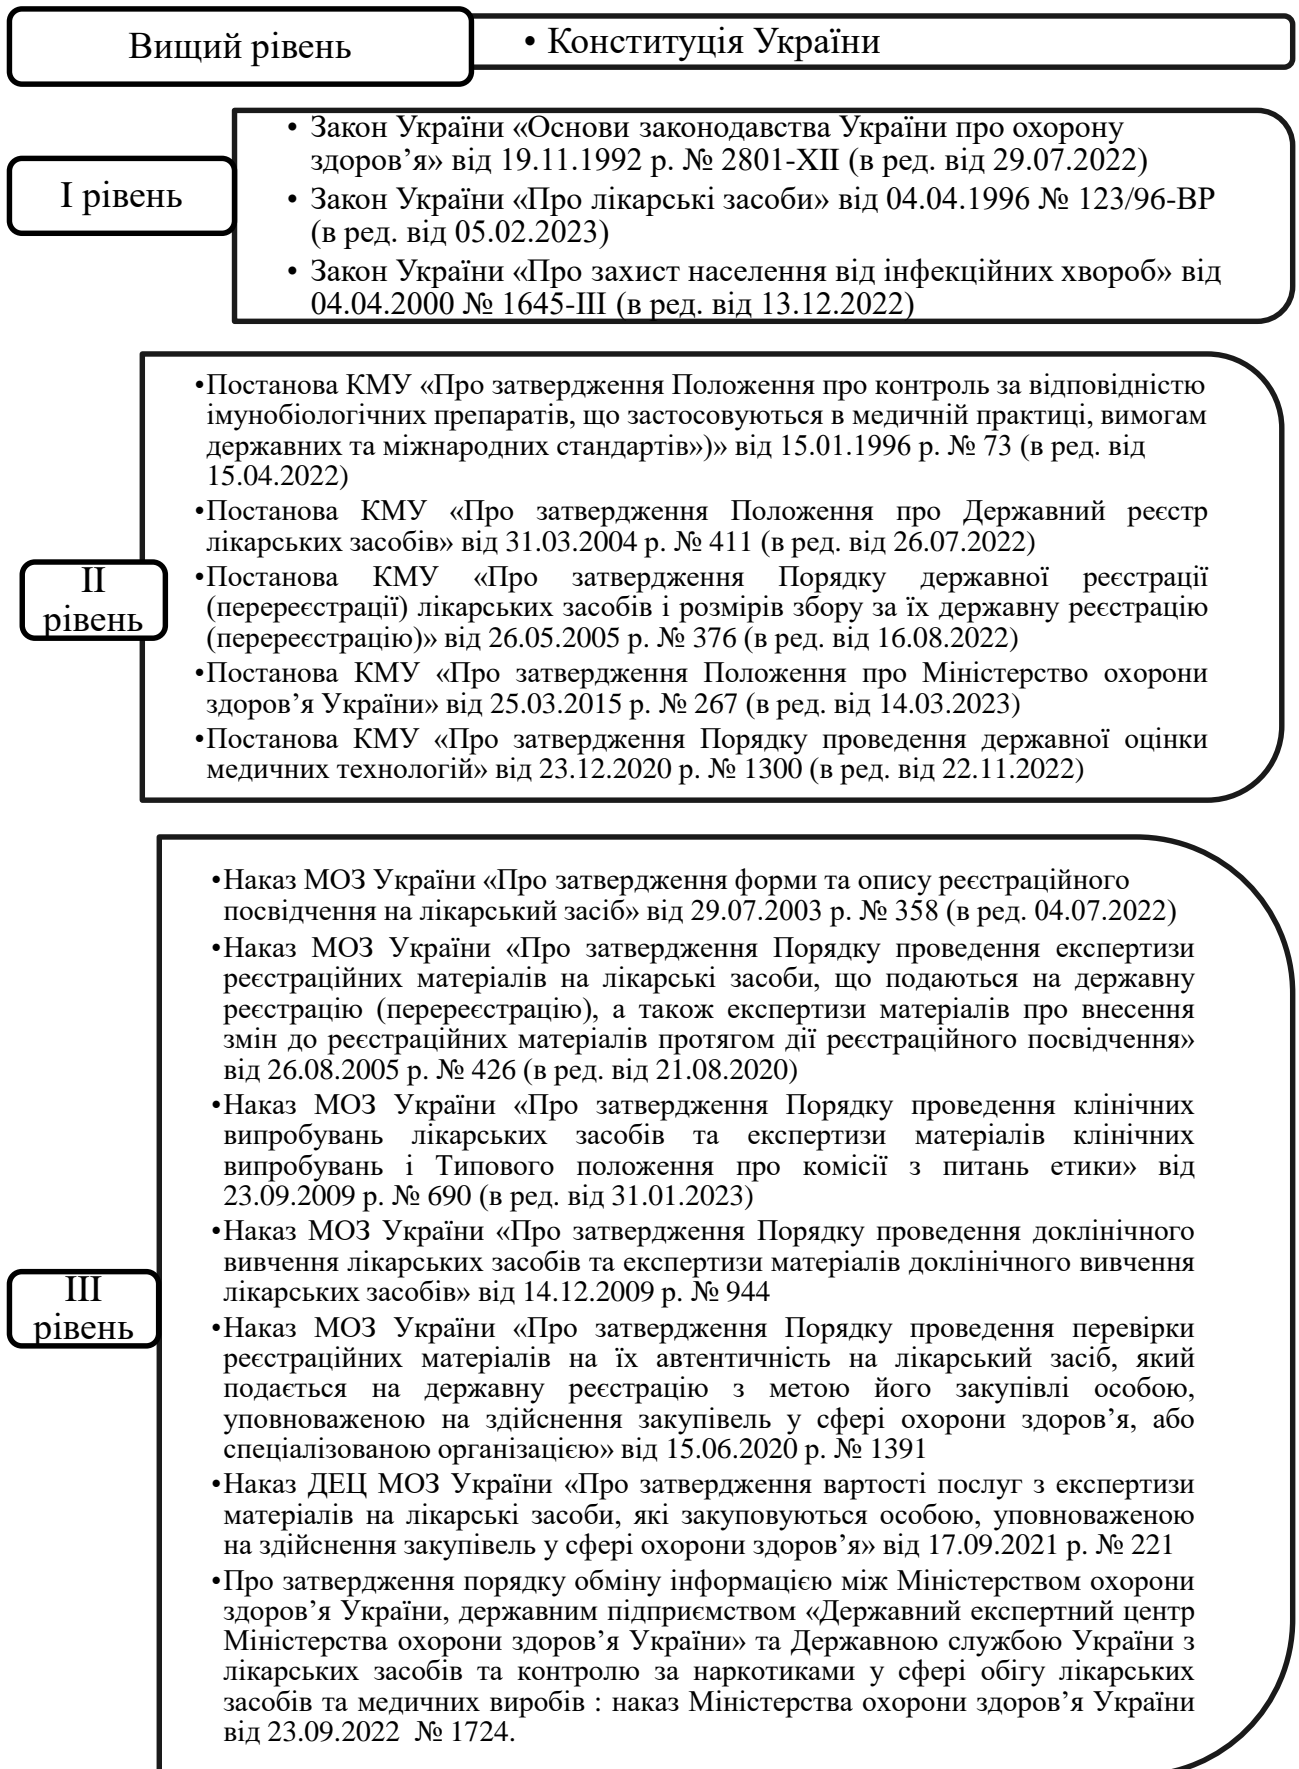 Вищий рівень
• Конституція України
І рівень
• Закон України «Основи законодавства України про охорону
здоров’я» від 19.11.1992 р. № 2801-XII (в ред. від 29.07.2022)
• Закон України «Про лікарські засоби» від 04.04.1996 № 123/96-ВР
(в ред. від 05.02.2023)
• Закон України «Про захист населення від інфекційних хвороб» від
04.04.2000 № 1645-III (в ред. від 13.12.2022)
ІІ
рівень
•Постанова КМУ «Про затвердження Положення про контроль за відповідністю
імунобіологічних препаратів, що застосовуються в медичній практиці, вимогам
державних та міжнародних стандартів»)» від 15.01.1996 р. № 73 (в ред. від
15.04.2022)
•Постанова КМУ «Про затвердження Положення про Державний реєстр
лікарських засобів» від 31.03.2004 р. № 411 (в ред. від 26.07.2022)
•Постанова КМУ «Про затвердження Порядку державної реєстрації
(перереєстрації) лікарських засобів і розмірів збору за їх державну реєстрацію
(перереєстрацію)» від 26.05.2005 р. № 376 (в ред. від 16.08.2022)
•Постанова КМУ «Про затвердження Положення про Міністерство охорони
здоров’я України» від 25.03.2015 р. № 267 (в ред. від 14.03.2023)
•Постанова КМУ «Про затвердження Порядку проведення державної оцінки
медичних технологій» від 23.12.2020 р. № 1300 (в ред. від 22.11.2022)
ІІІ
рівень
•Наказ МОЗ України «Про затвердження форми та опису реєстраційного
посвідчення на лікарський засіб» від 29.07.2003 р. № 358 (в ред. 04.07.2022)
•Наказ МОЗ України «Про затвердження Порядку проведення експертизи
реєстраційних матеріалів на лікарські засоби, що подаються на державну
реєстрацію (перереєстрацію), а також експертизи матеріалів про внесення
змін до реєстраційних матеріалів протягом дії реєстраційного посвідчення»
від 26.08.2005 р. № 426 (в ред. від 21.08.2020)
•Наказ МОЗ України «Про затвердження Порядку проведення клінічних
випробувань лікарських засобів та експертизи матеріалів клінічних
випробувань і Типового положення про комісії з питань етики» від
23.09.2009 р. № 690 (в ред. від 31.01.2023)
•Наказ МОЗ України «Про затвердження Порядку проведення доклінічного
вивчення лікарських засобів та експертизи матеріалів доклінічного вивчення
лікарських засобів» від 14.12.2009 р. № 944
•Наказ МОЗ України «Про затвердження Порядку проведення перевірки
реєстраційних матеріалів на їх автентичність на лікарський засіб, який
подається на державну реєстрацію з метою його закупівлі особою,
уповноваженою на здійснення закупівель у сфері охорони здоров’я, або
спеціалізованою організацією» від 15.06.2020 р. № 1391
•Наказ ДЕЦ МОЗ України «Про затвердження вартості послуг з експертизи
матеріалів на лікарські засоби, які закуповуються особою, уповноваженою
на здійснення закупівель у сфері охорони здоров’я» від 17.09.2021 р. № 221
•Про затвердження порядку обміну інформацією між Міністерством охорони
здоров’я України, державним підприємством «Державний експертний центр
Міністерства охорони здоров’я України» та Державною службою України з
лікарських засобів та контролю за наркотиками у сфері обігу лікарських
засобів та медичних виробів : наказ Міністерства охорони здоров’я України
від 23.09.2022 № 1724.